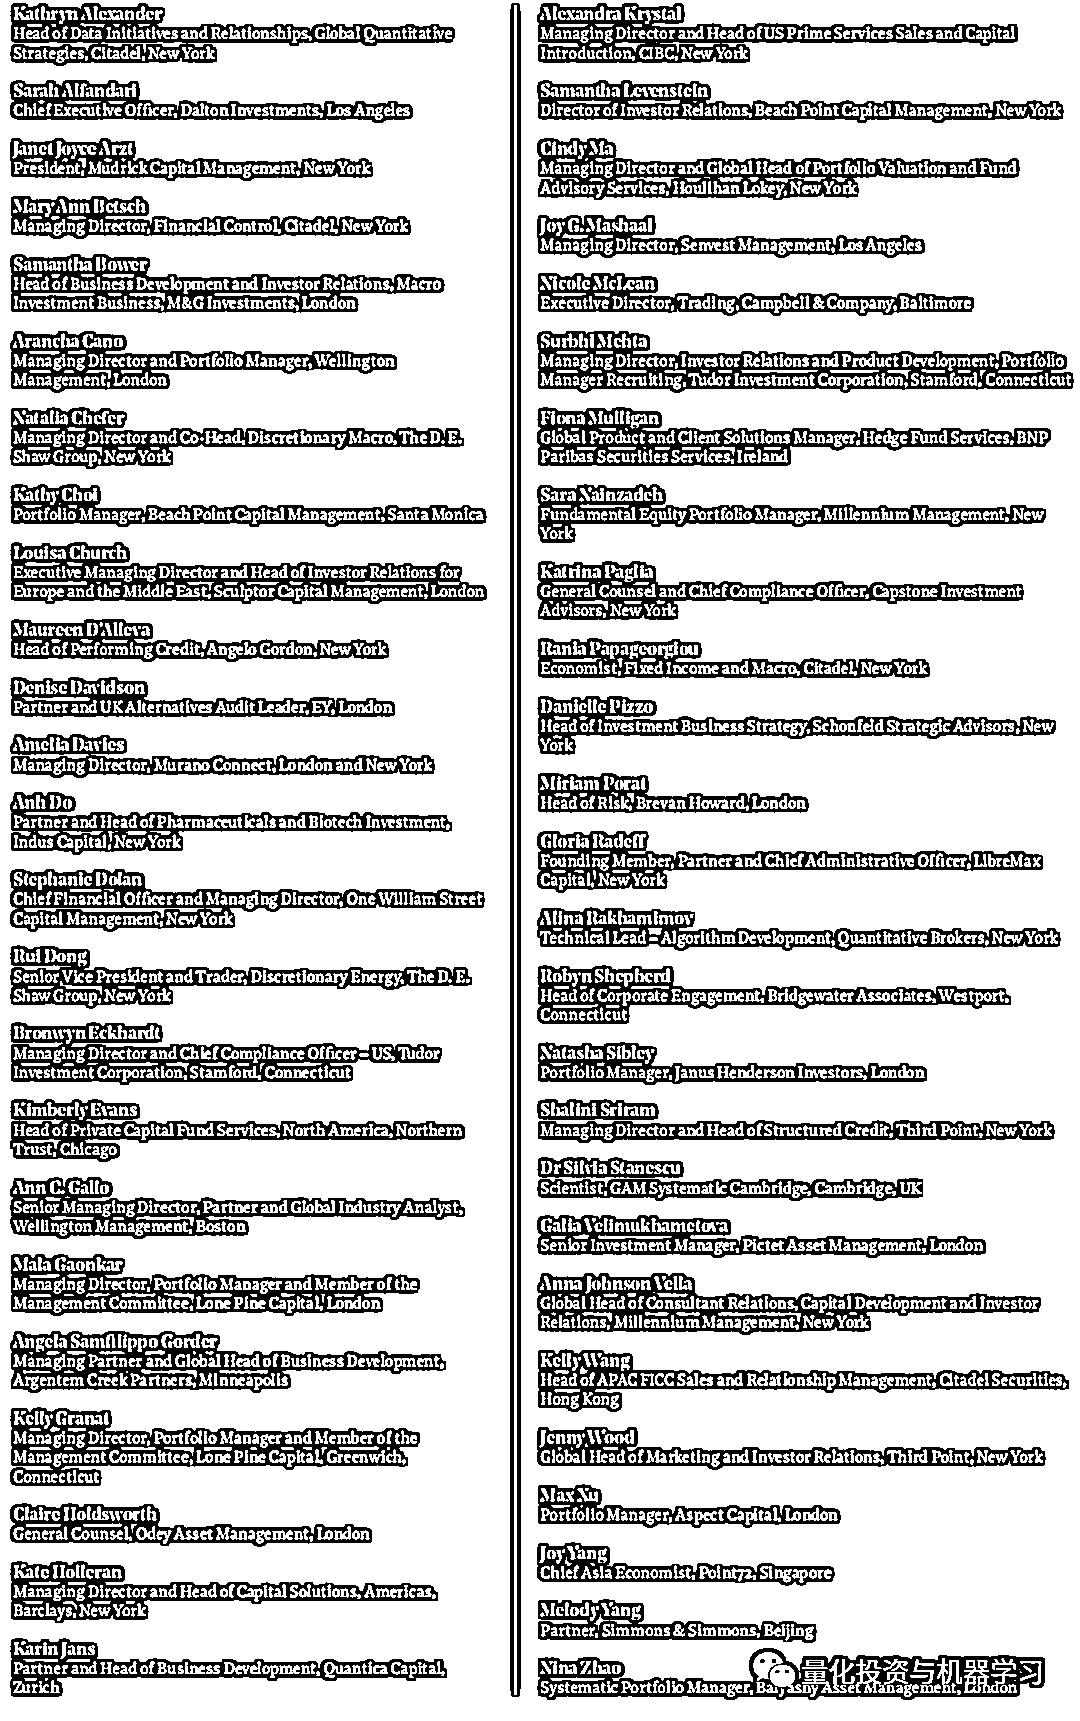 Kathryn Alexander
Head of Data Initiatives and Relationships, Global Quantitative
Strategies, Citadel, New York
Sarah Alfandari
Chief Executive Officer, Dalton Investments, Los Angeles
Janet Joyce Arzt
President, Mudrick Capital Management, New York
Mary Ann Betsch
Managing Director, Financial Control, Citadel, New York
Samantha Bower
Head of Business Development and Investor Relations, Macro
Investment Business, M&G Investments, London
Arancha Cano
Managing Director and Portfolio Manager, Wellington
Management, London
Natalia Chefer
Managing Director and Co-Head, Discretionary Macro, The D. E.
Shaw Group, New York
Kathy Choi
Portfolio Manager, Beach Point Capital Management, Santa Monica
Louisa Church
Executive Managing Director and Head of Investor Relations for
Europe and the Middle East, Sculptor Capital Management, London
Maureen D'Alleva
Head of Performing Credit, Angelo Gordon, New York
Denise Davidson
Partner and UK Alternatives Audit Leader, EY, London
Amelia Davies
Managing Director, Murano Connect, London and New York
Anh Do
Partner and Head of Pharmaceuticals and Biotech Investment,
Indus Capital, New York
Stephanie Dolan
Chief Financial Officer and Managing Director, One William Street
Capital Management, New York
Rui Dong
Senior Vice President and Trader, Discretionary Energy, The D. E.
Shaw Group, New York
Bronwyn Eckhardt
Managing Director and Chief Compliance Officer – US, Tudor
Investment Corporation, Stamford, Connecticut
Kimberly Evans
Head of Private Capital Fund Services, North America, Northern
Trust, Chicago
Ann C. Gallo
Senior Managing Director, Partner and Global Industry Analyst,
Wellington Management, Boston
Mala Gaonkar
Managing Director, Portfolio Manager and Member of the
Management Committee, Lone Pine Capital, London
Angela Samfilippo Gorder
Managing Partner and Global Head of Business Development,
Argentem Creek Partners, Minneapolis
Kelly Granat
Managing Director, Portfolio Manager and Member of the
Management Committee, Lone Pine Capital, Greenwich,
Connecticut
Claire Holdsworth
General Counsel, Odey Asset Management, London
Kate Holleran
Managing Director and Head of Capital Solutions, Americas,
Barclays, New York
Karin Jans
Partner and Head of Business Development, Quantica Capital,
Zurich
Alexandra Krystal
Managing Director and Head of US Prime Services Sales and Capital
Introduction, CIBC, New York
Samantha Levenstein
Director of Investor Relations, Beach Point Capital Management, New York
Cindy Ma
Managing Director and Global Head of Portfolio Valuation and Fund
Advisory Services, Houlihan Lokey, New York
Joy G. Mashaal
Managing Director, Senvest Management, Los Angeles
Nicole McLean
Executive Director, Trading, Campbell & Company, Baltimore
Surbhi Mehta
Managing Director, Investor Relations and Product Development, Portfolio
Manager Recruiting, Tudor Investment Corporation, Stamford, Connecticut
Fiona Mulligan
Global Product and Client Solutions Manager, Hedge Fund Services, BNP
Paribas Securities Services, Ireland
Sara Nainzadeh
Fundamental Equity Portfolio Manager, Millennium Management, New
York
Katrina Paglia
General Counsel and Chief Compliance Officer, Capstone Investment
Advisors, New York
Rania Papageorgiou
Economist, Fixed Income and Macro, Citadel, New York
Danielle Pizzo
Head of Investment Business Strategy, Schonfeld Strategic Advisors, New
York
Miriam Porat
Head of Risk, Brevan Howard, London
Gloria Radeff
Founding Member, Partner and Chief Administrative Officer, LibreMax
Capital, New York
Alina Rakhamimov
Technical Lead – Algorithm Development, Quantitative Brokers, New York
Robyn Shepherd
Head of Corporate Engagement, Bridgewater Associates, Westport,
Connecticut
Natasha Sibley
Portfolio Manager, Janus Henderson Investors, London
Shalini Sriram
Managing Director and Head of Structured Credit, Third Point, New York
Dr Silvia Stanescu
Scientist, GAM Systematic Cambridge, Cambridge, UK
Galia Velimukhametova
Senior Investment Manager, Pictet Asset Management, London
Anna Johnson Vella
Global Head of Consultant Relations, Capital Development and Investor
Relations, Millennium Management, New York
Kelly Wang
Head of APAC FICC Sales and Relationship Management, Citadel Securities,
Hong Kong
Jenny Wood
Global Head of Marketing and Investor Relations, Third Point, New York
Max Xu
Portfolio Manager, Aspect Capital, London
Joy Yang
Chief Asia Economist, Point72, Singapore
Melody Yang
Partner, Simmons & Simmons, Beijing
Nina Zhao
Systematic Portfolio Manager, Balyasny Asset Management, London
量化投资与机器学习